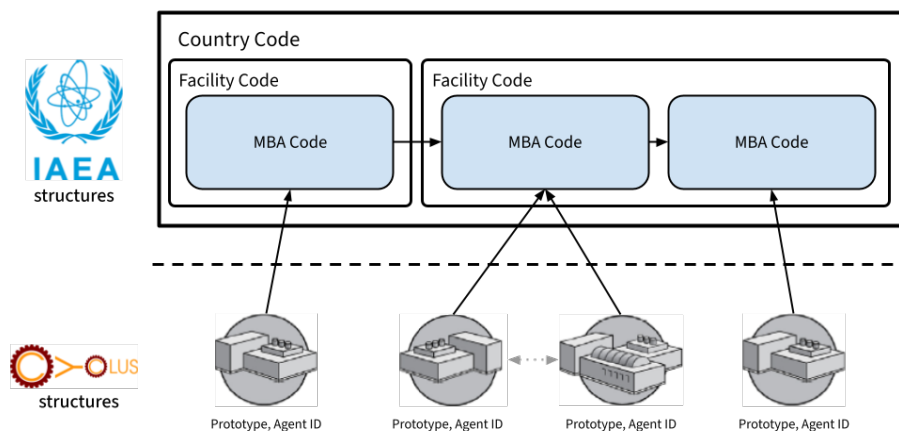 Country Code
Facility Code
Facility Code
MBA Code
MBA Code
MBA Code
IAEA
structures
LUS
structures
Prototype, Agent ID
Prototype, Agent ID
Prototype, Agent ID
Prototype, Agent ID